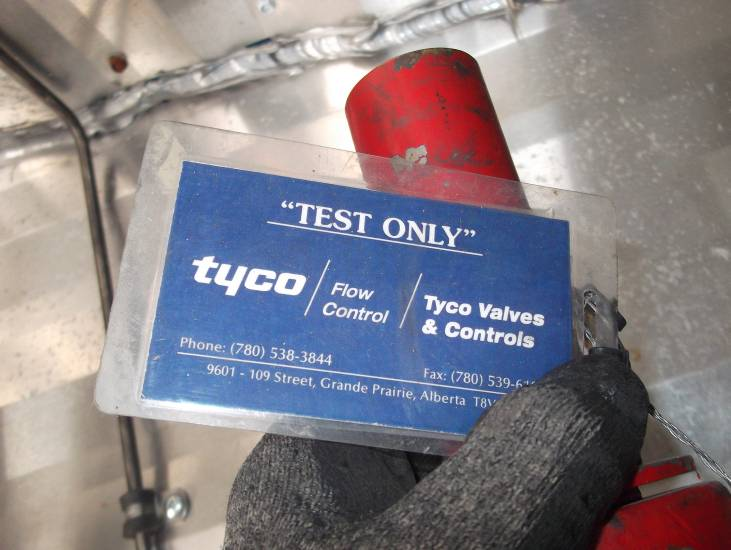 "TEST ONLY"
tyco
Flow
Control
Tyco Valves
& Controls
Phone: (780) 538-3844
Fax: (780)
9601 - 109 Street, Grande Prairie, Alberta